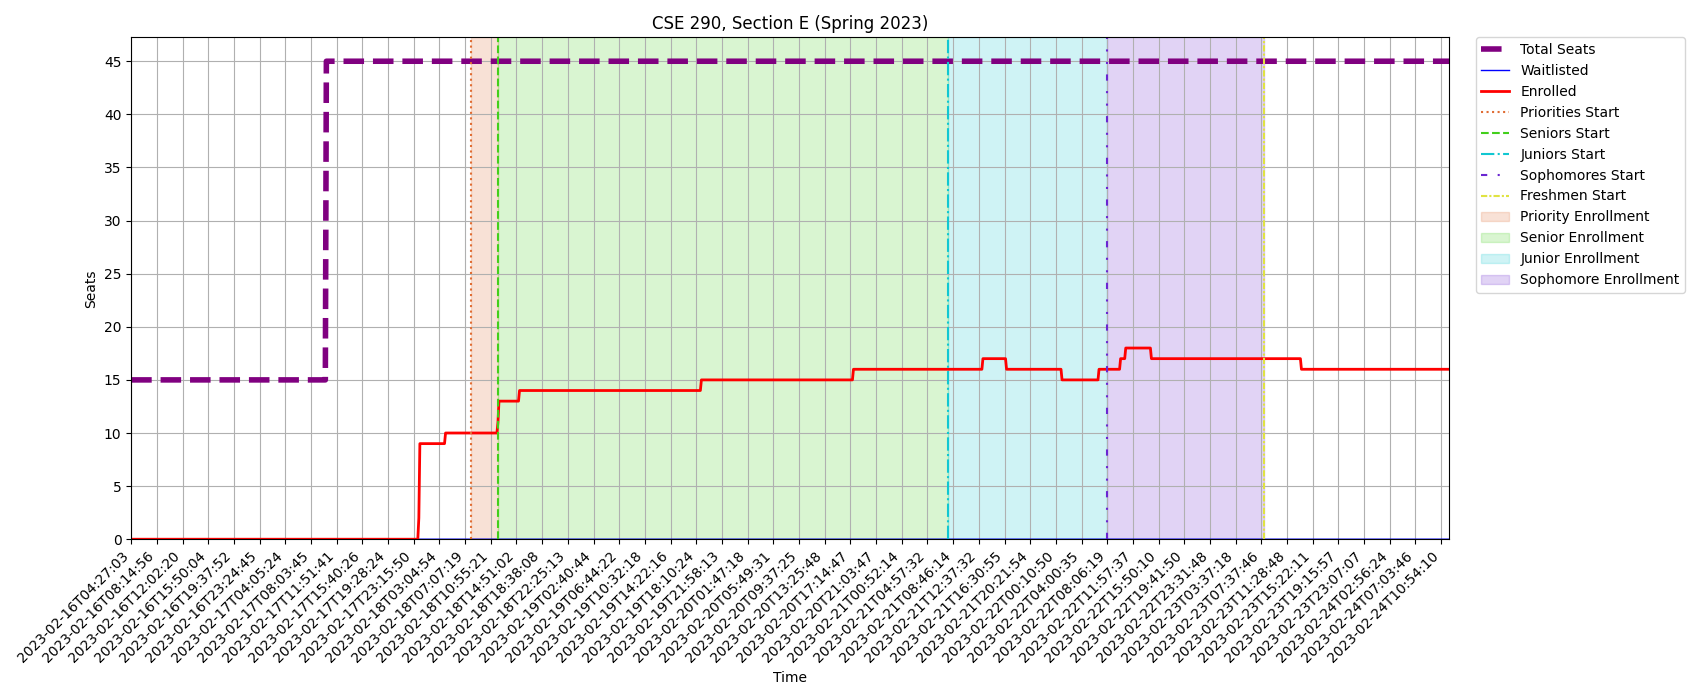 CSE 290, Section E (Spring 2023)
Seats
45
40
35
30
25
20
15
10
5
0
2023-02-16T04:27:03
2023-02-16T08:14:56
2023-02-16T12:02:20
2023-02-16T15:50:04
2023-02-16T19:37:52
2023-02-16T23:24:45
2023-02-17T04:05:24
2023-02-17T08:03:45
2023-02-17T11:51:41
2023-02-17T15:40:26
2023-02-17T19:28:24
2023-02-17T23:15:50
2023-02-18T03:04:54
2023-02-18T07:07:19
2023-02-18T10:55:21
2023-02-18T14:51:02
2023-02-18T18:38:08
2023-02-18T22:25:13
2023-02-19T02:40:44
2023-02-19T06:44:22
2023-02-19T10:32:18
2023-02-19T14:22:16
2023-02-19T18:10:24
2023-02-19T21:58:13
2023-02-20T01:47:18
2023-02-20T05:49:31
2023-02-20T09:37:25
2023-02-20T13:25:48
2023-02-20T17:14:47
2023-02-20T21:03:47
2023-02-21T00:52:14
2023-02-21T04:57:32
2023-02-21T08:46:14
2023-02-21T12:37:32
2023-02-21T16:30:55
2023-02-21T20:21:54
2023-02-22T00:10:50
2023-02-22T04:00:35
2023-02-22T08:06:19
2023-02-22T11:57:37
2023-02-22T15:50:10
2023-02-22T19:41:50
2023-02-22T23:31:48
2023-02-23T03:37:18
2023-02-23T07:37:46
2023-02-23T11:28:48
2023-02-23T15:22:11
2023-02-23T19:15:57
2023-02-23T23:07:07
2023-02-24T02:56:24
2023-02-24T07:03:46
2023-02-24T10:54:10
Time
Total Seats
Waitlisted
Enrolled
Priorities Start
Seniors Start
Juniors Start
Sophomores Start
Freshmen Start
Priority Enrollment
Senior Enrollment
Junior Enrollment
Sophomore Enrollment